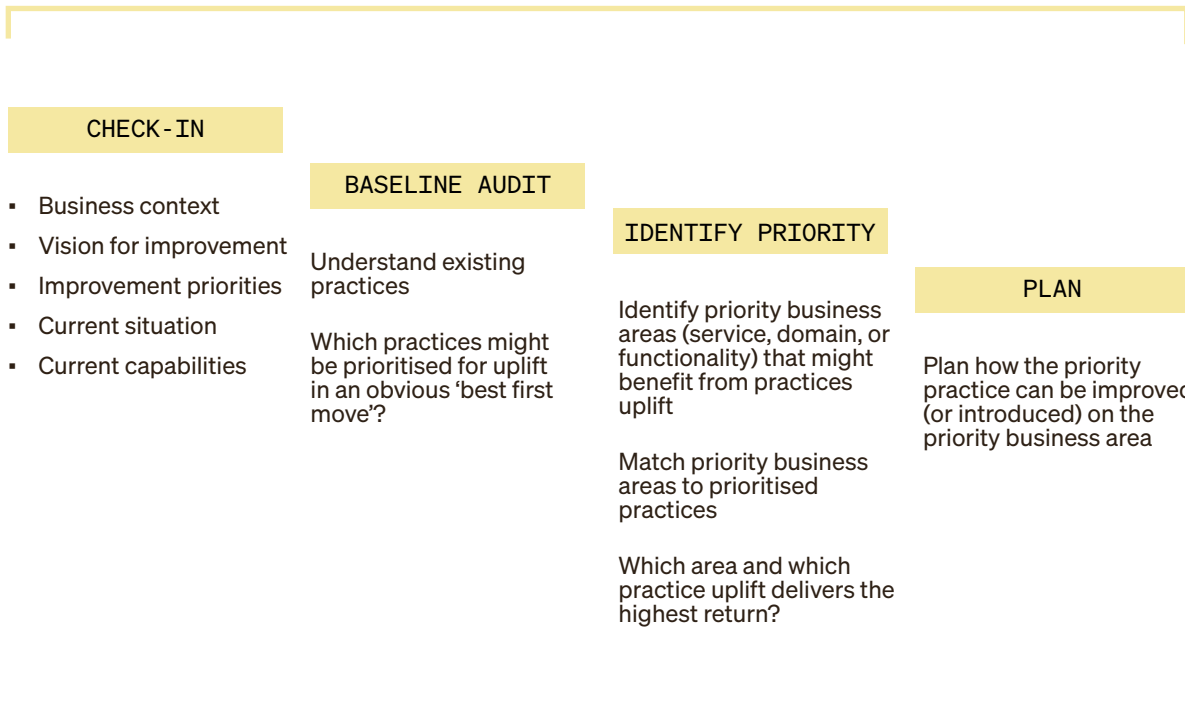 CHECK-IN
▪ Business context
▪ Vision for improvement
▪ Improvement priorities
▪ Current situation
▪ Current capabilities
BASELINE AUDIT
Understand existing
practices
Which practices might
be prioritised for uplift
in an obvious ‘best first
move’?
IDENTIFY PRIORITY
Identify priority business
areas (service, domain, or
functionality) that might
benefit from practices
uplift
Match priority business
areas to prioritised
practices
Which area and which
practice uplift delivers the
highest return?
PLAN
Plan how the priority
practice can be improved
(or introduced) on the
priority business area